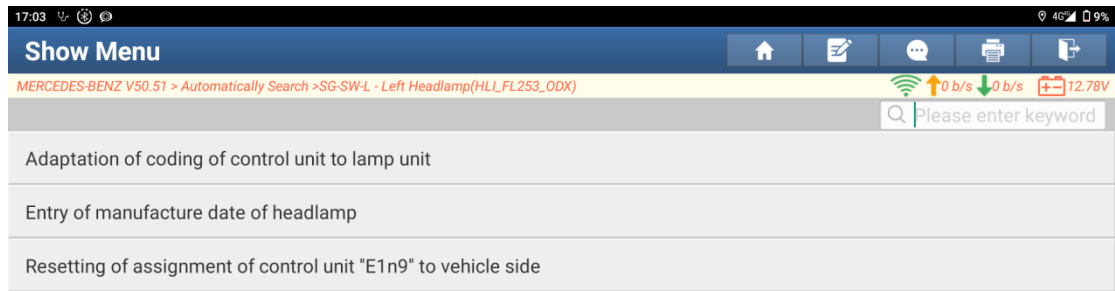 17:03
4G 9%
Show Menu
MERCEDES-BENZ V50.51 > Automatically Search >SG-SW-L - Left Headlamp(HLI_FL253_ODX)
0 b/s 0 b/s 12.78V
Please enter keyword
Adaptation of coding of control unit to lamp unit
Entry of manufacture date of headlamp
Resetting of assignment of control unit "E1n9" to vehicle side